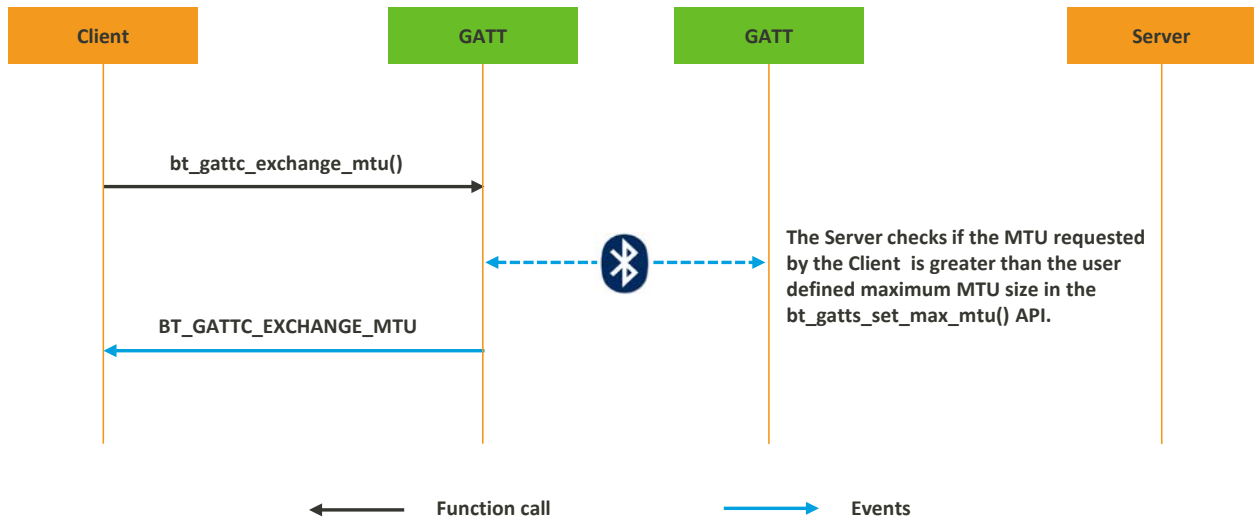 Client
GATT
GATT
Server
bt_gattc_exchange_mtu()
The Server checks if the MTU requested
by the Client is greater than the user
defined maximum MTU size in the
bt_gatts_set_max_mtu() API.
BT_GATTC_EXCHANGE_MTU
Function call
Events